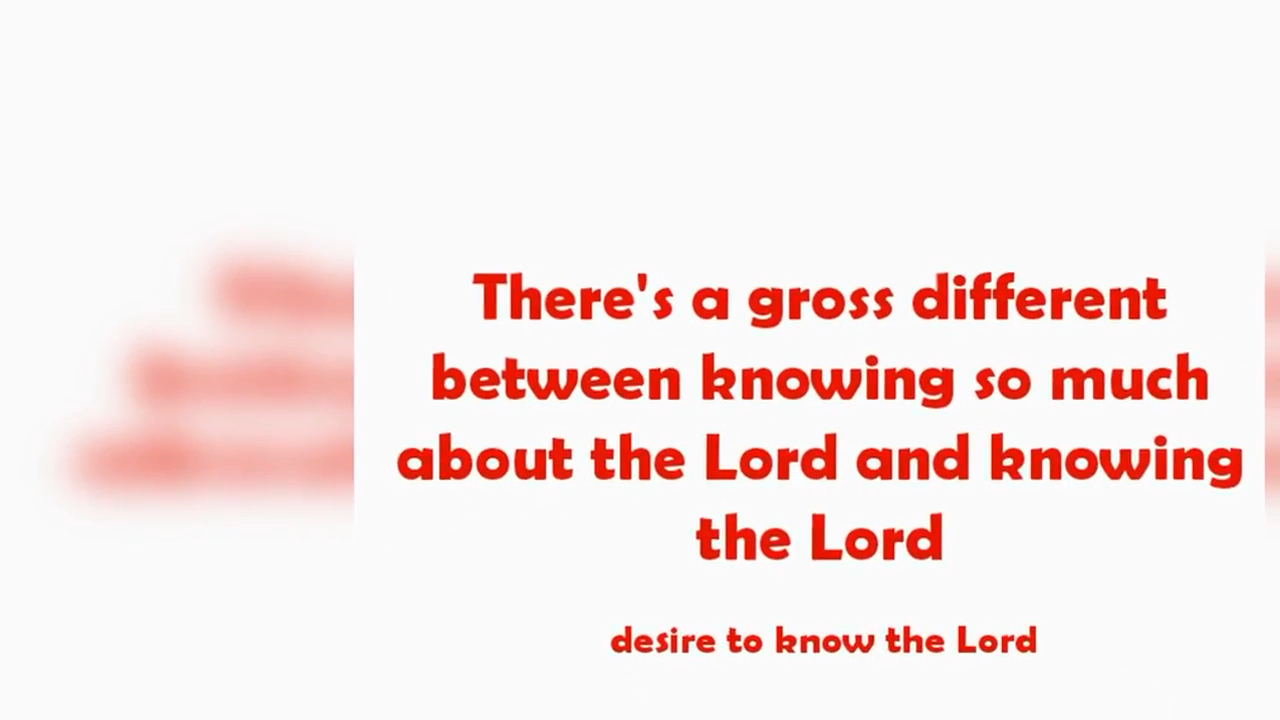 There's a gross different
between knowing so much
about the Lord and knowing
the Lord
desire to know the Lord